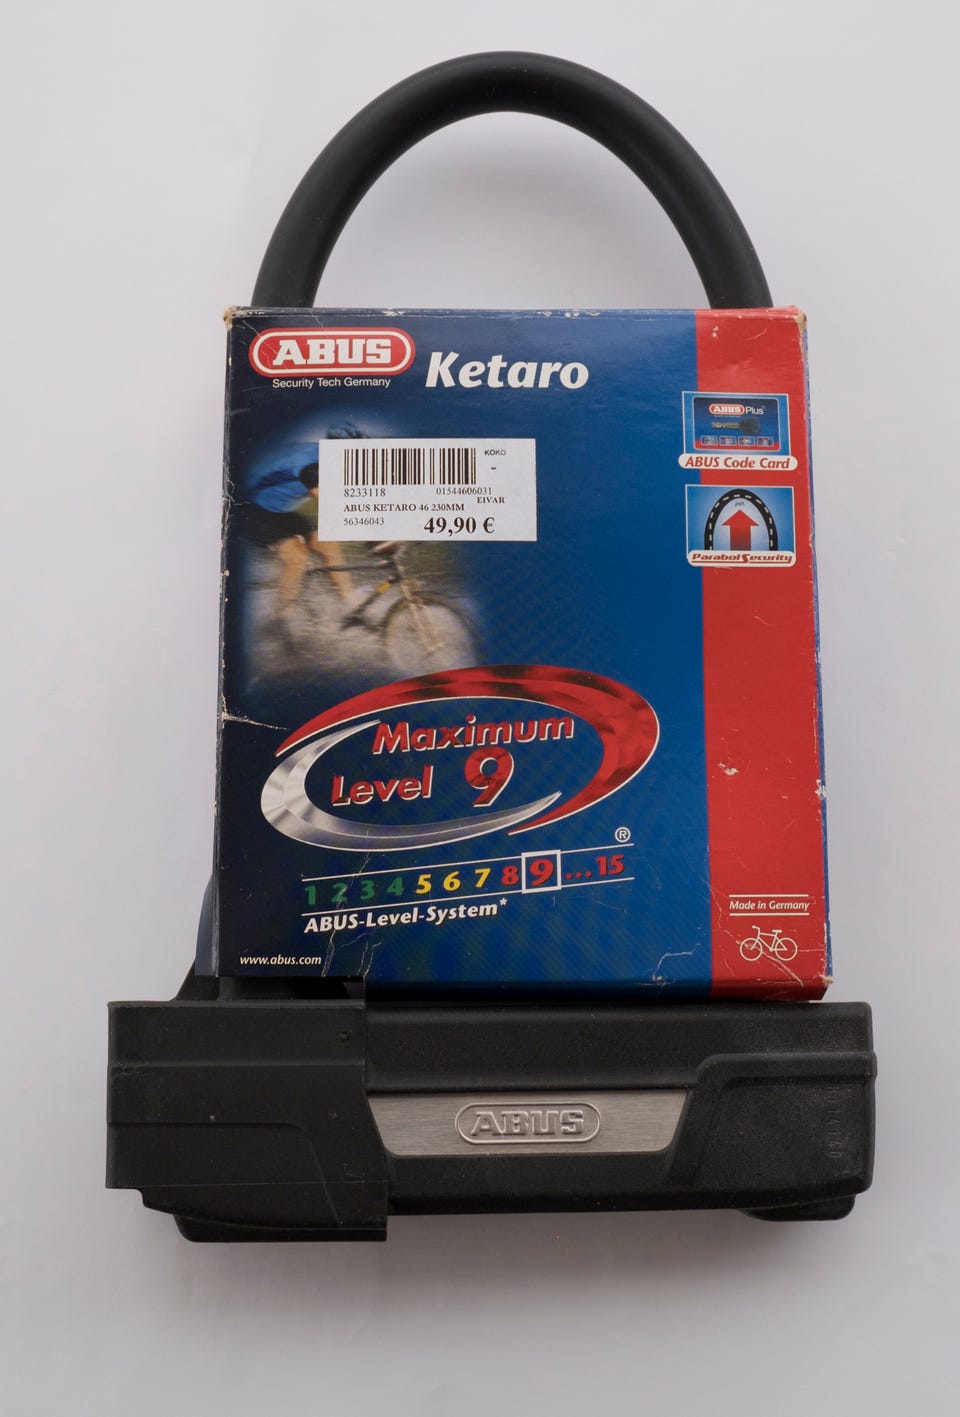 ABUS
Security Tech Germany
Ketaro
ABUS Plus
ABUS Code Card
KOKO
-
8233118 01544606031
EIVAR
ABUS KETARO 46 230MM
56346043 49,90 €
Parabol Security
Maximum
Level 9
®
1 2 3 4 5 6 7 8 9 ... 15
ABUS-Level-System*
Made in Germany
www.abus.com
ABUS